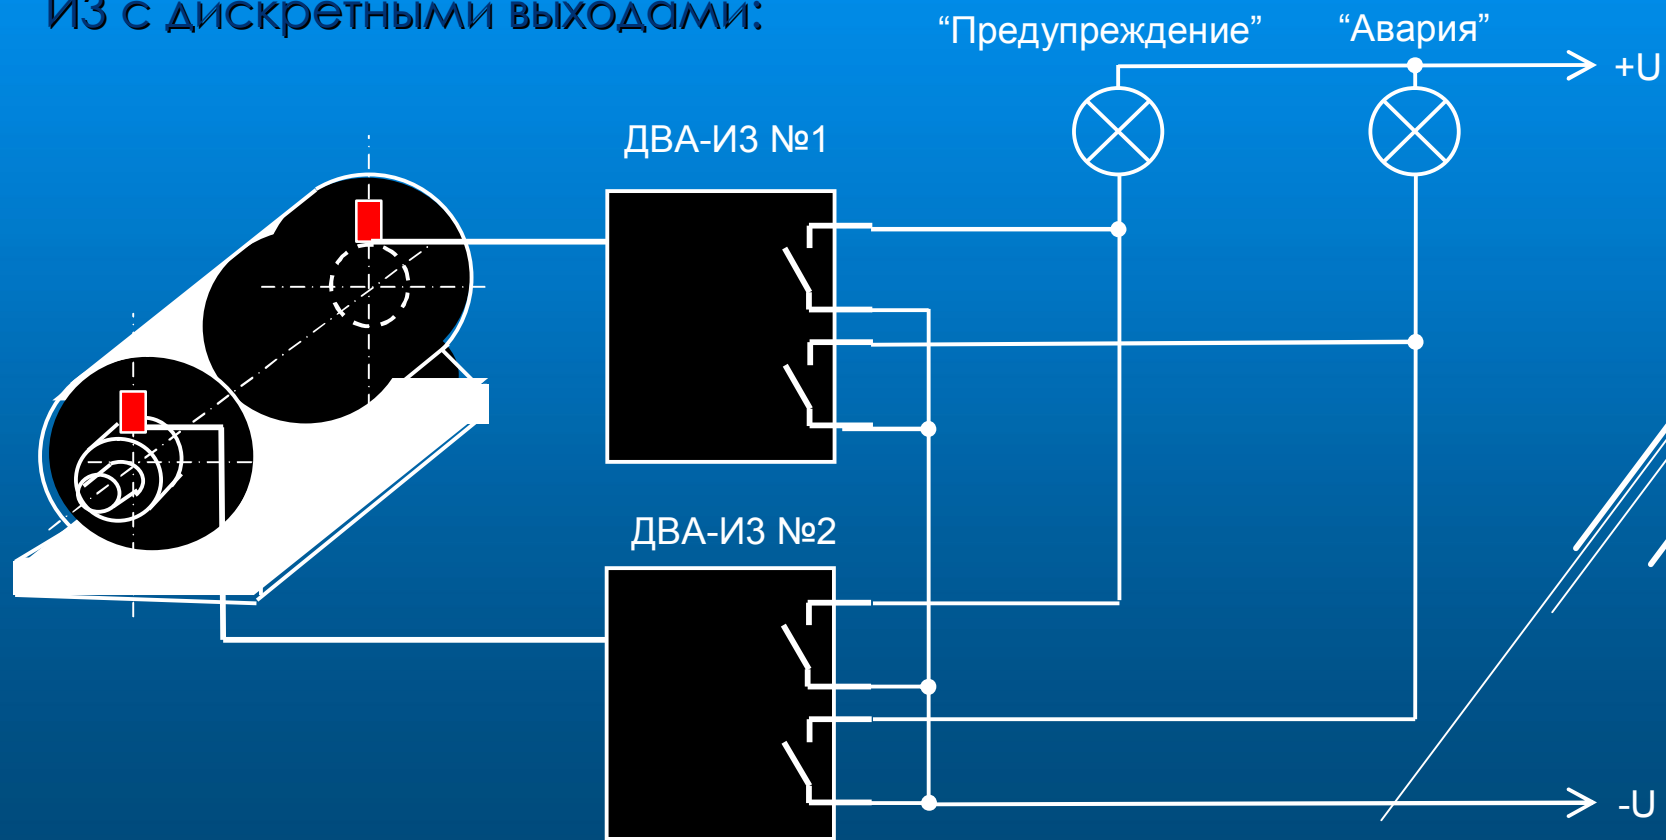 ИЗ с дискретными выходами:
“Предупреждение” “Авария”
+U
ДВА-ИЗ №1
ДВА-ИЗ №2
-U